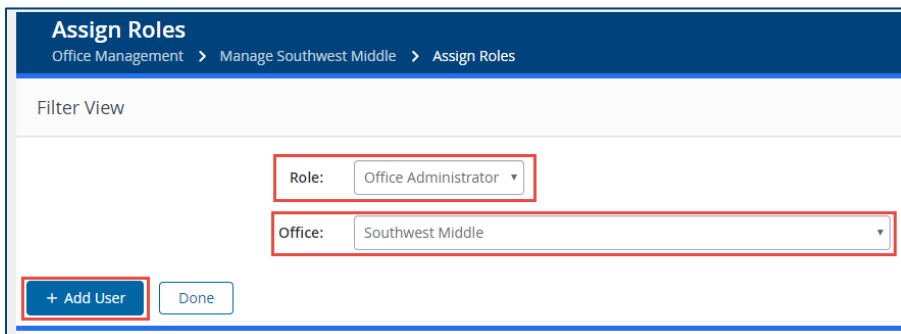 Assign Roles
Office Management > Manage Southwest Middle > Assign Roles
Filter View
Role: Office Administrator
Office: Southwest Middle
+ Add User Done